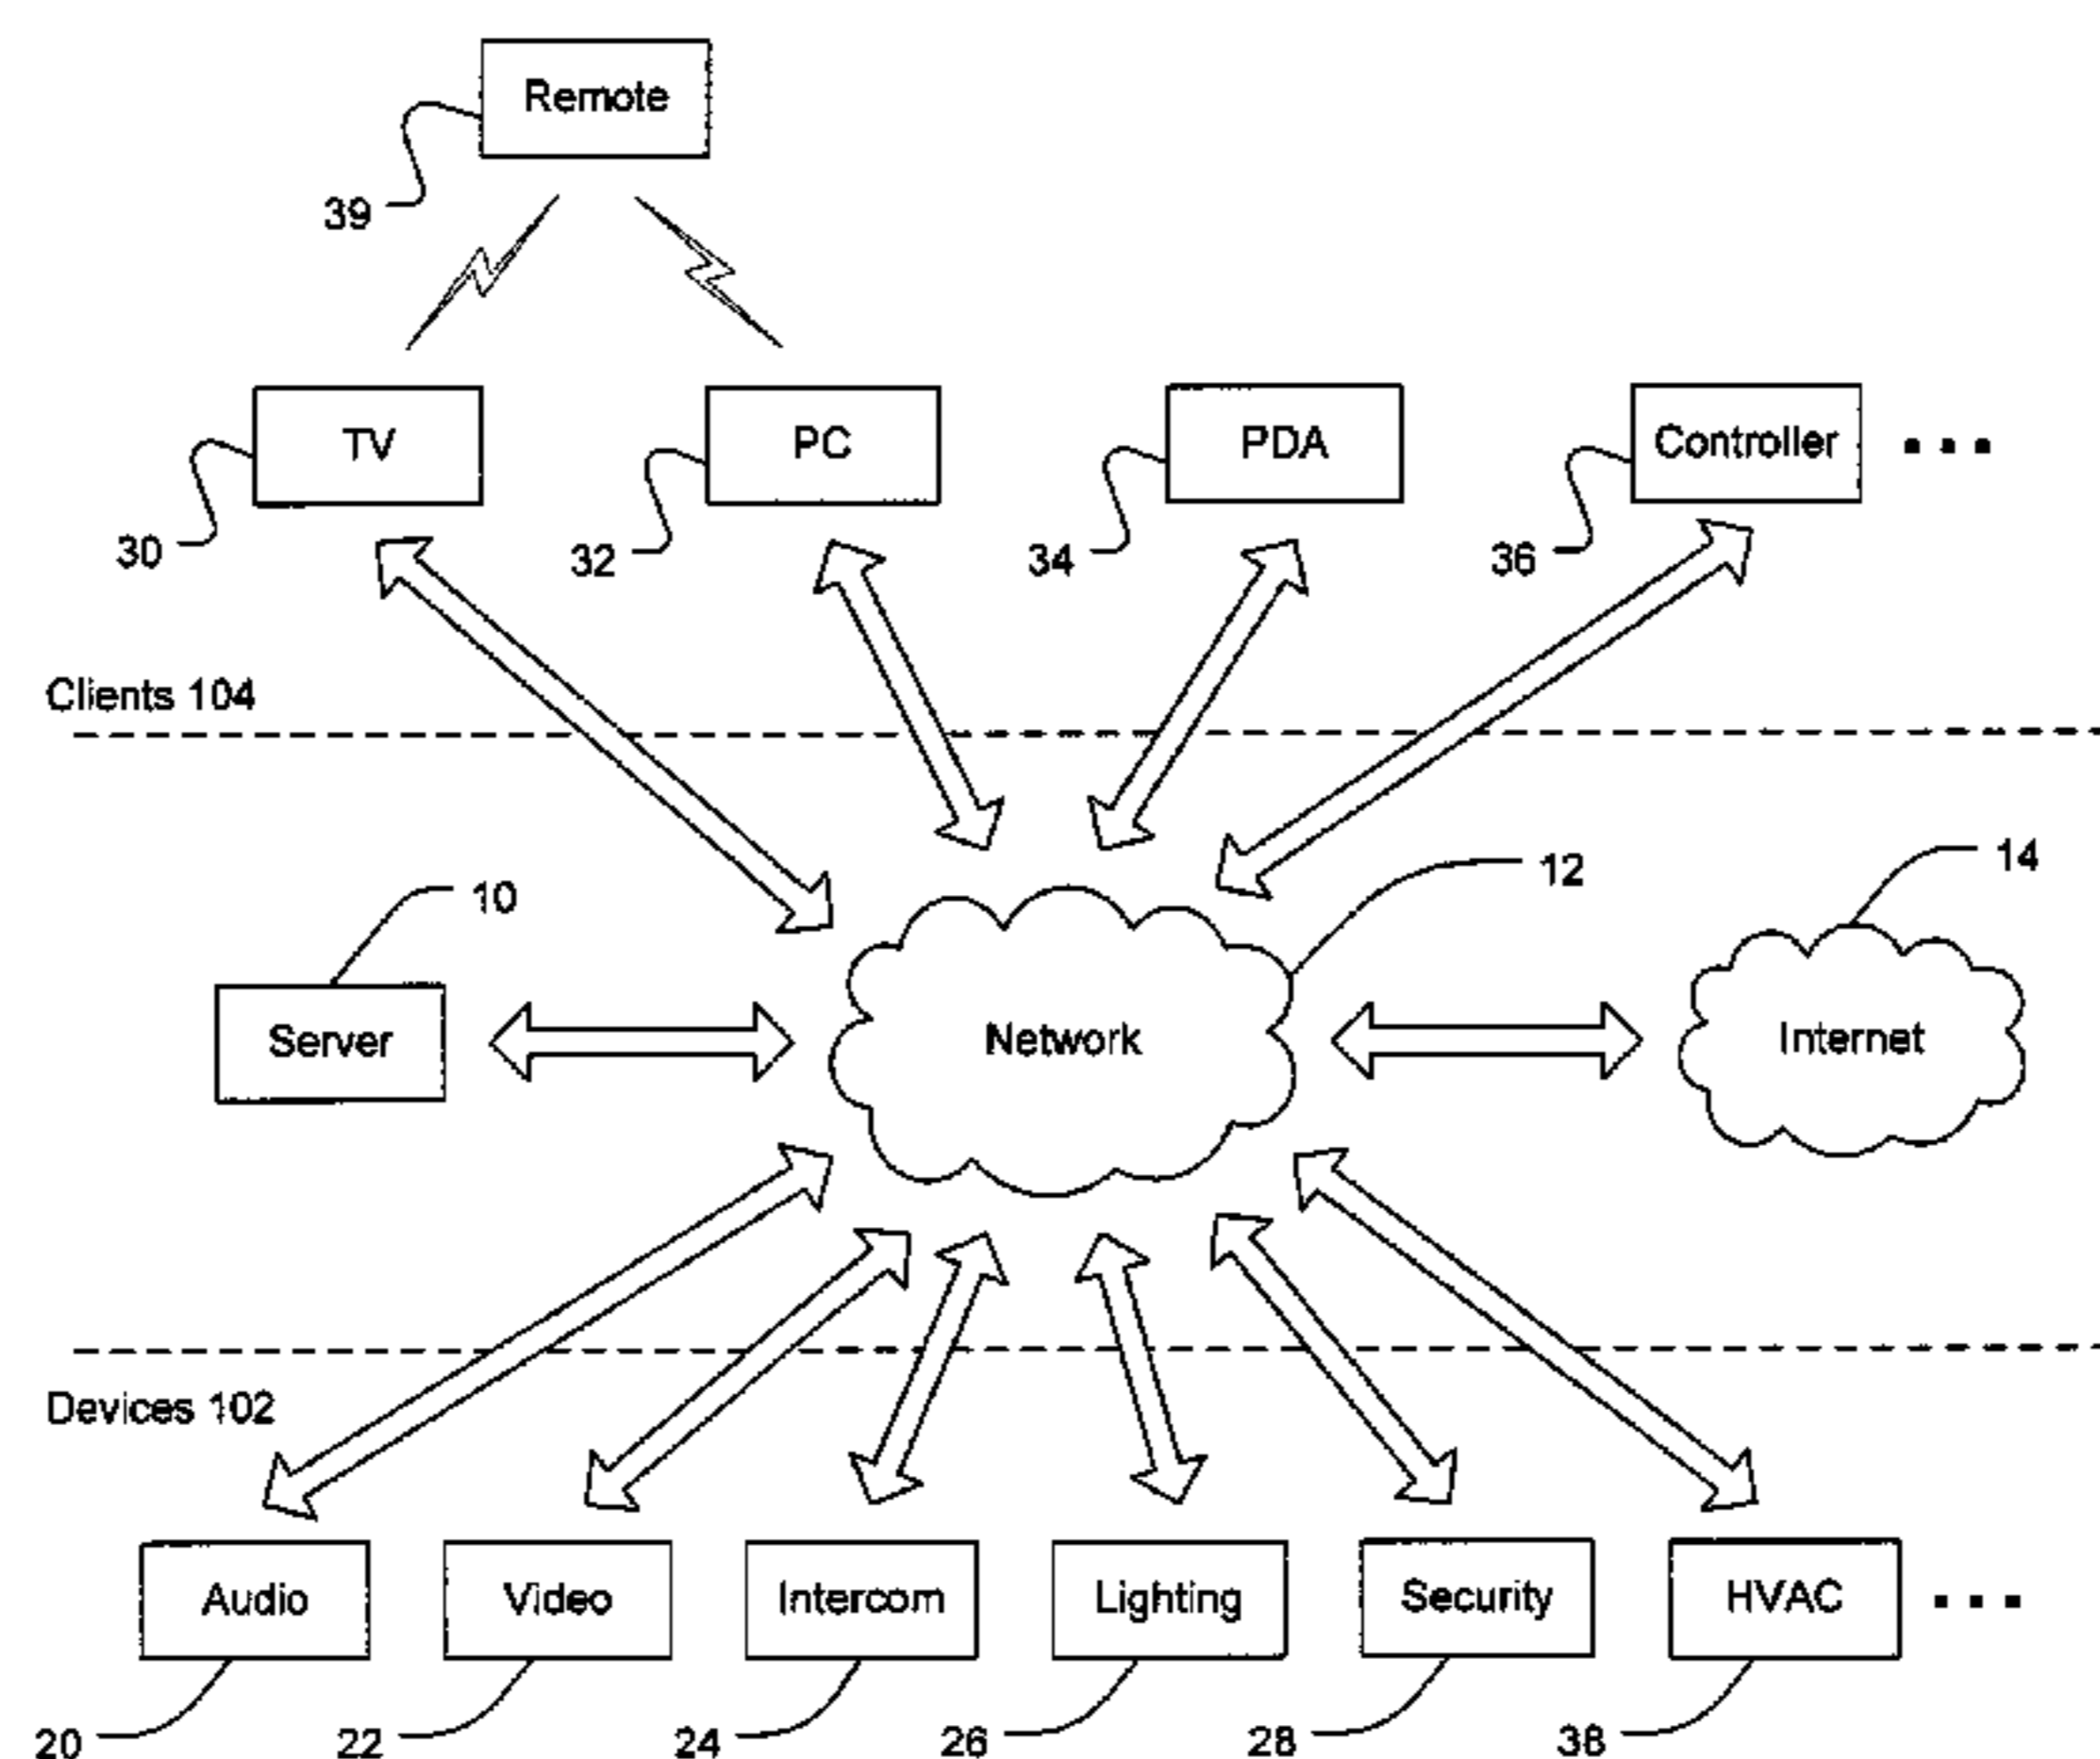 Remote
39
TV
PC
PDA
Controller
30
32
34
36
Clients 104
10
12
14
Server
Network
Internet
Devices 102
Audio
Video
Intercom
Lighting
Security
HVAC
20
22
24
26
28
38